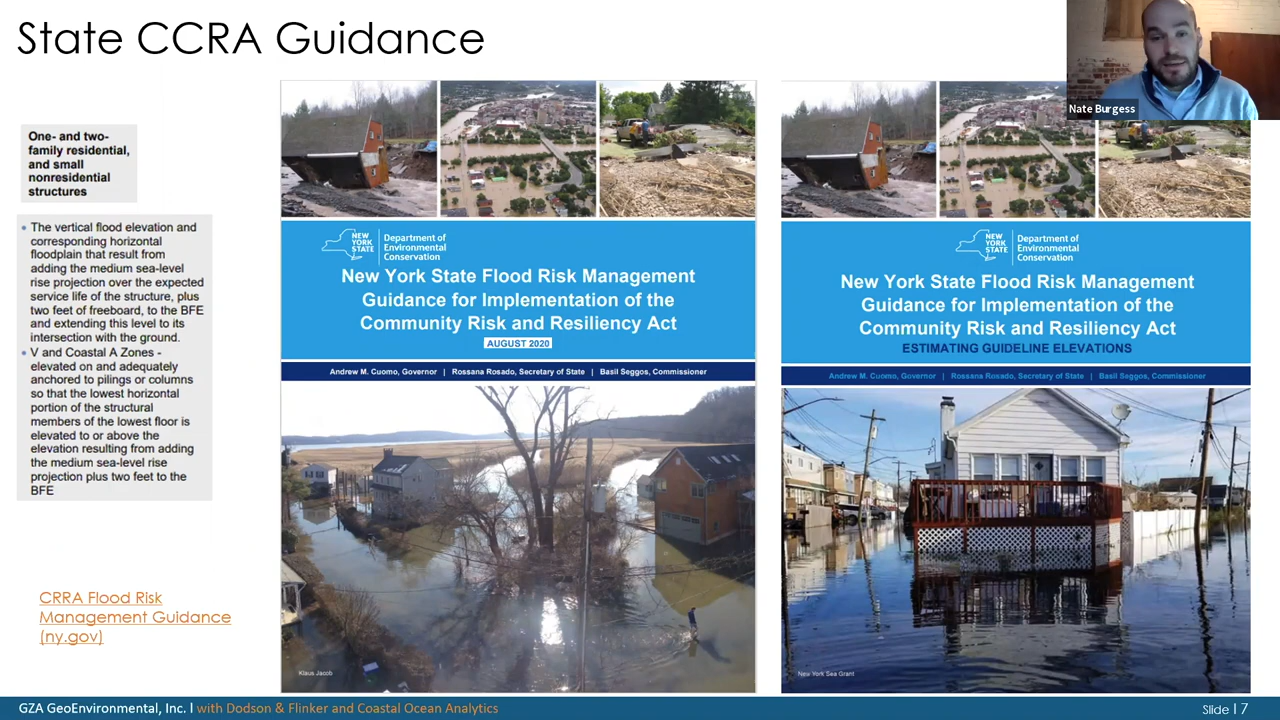 State CCRA Guidance
Nate Burgess
One- and two-
family residential,
and small
nonresidential
structures
• The vertical flood elevation and
corresponding horizontal
floodplain that result from
adding the medium sea-level
rise projection over the expected
service life of the structure, plus
two feet of freeboard, to the BFE
and extending this level to its
intersection with the ground.
• V and Coastal A Zones -
elevated on and adequately
anchored to pilings or columns
so that the lowest horizontal
portion of the structural
members of the lowest floor is
elevated to or above the
elevation resulting from adding
the medium sea-level rise
projection plus two feet to the
BFE
CRRA Flood Risk
Management Guidance
(ny.gov)
NEW
YORK
STATE
Department of
Environmental
Conservation
New York State Flood Risk Management
Guidance for Implementation of the
Community Risk and Resiliency Act
AUGUST 2020
Andrew M. Cuomo, Governor | Rossana Rosado, Secretary of State | Basil Seggos, Commissioner
Klaus Jacob
NEW
YORK
STATE
Department of
Environmental
Conservation
New York State Flood Risk Management
Guidance for Implementation of the
Community Risk and Resiliency Act
ESTIMATING GUIDELINE ELEVATIONS
Andrew M. Cuomo, Governor | Rossana Rosado, Secretary of State | Basil Seggos, Commissioner
New York Sea Grant
GZA GeoEnvironmental, Inc. | with Dodson & Flinker and Coastal Ocean Analytics
Slide | 7